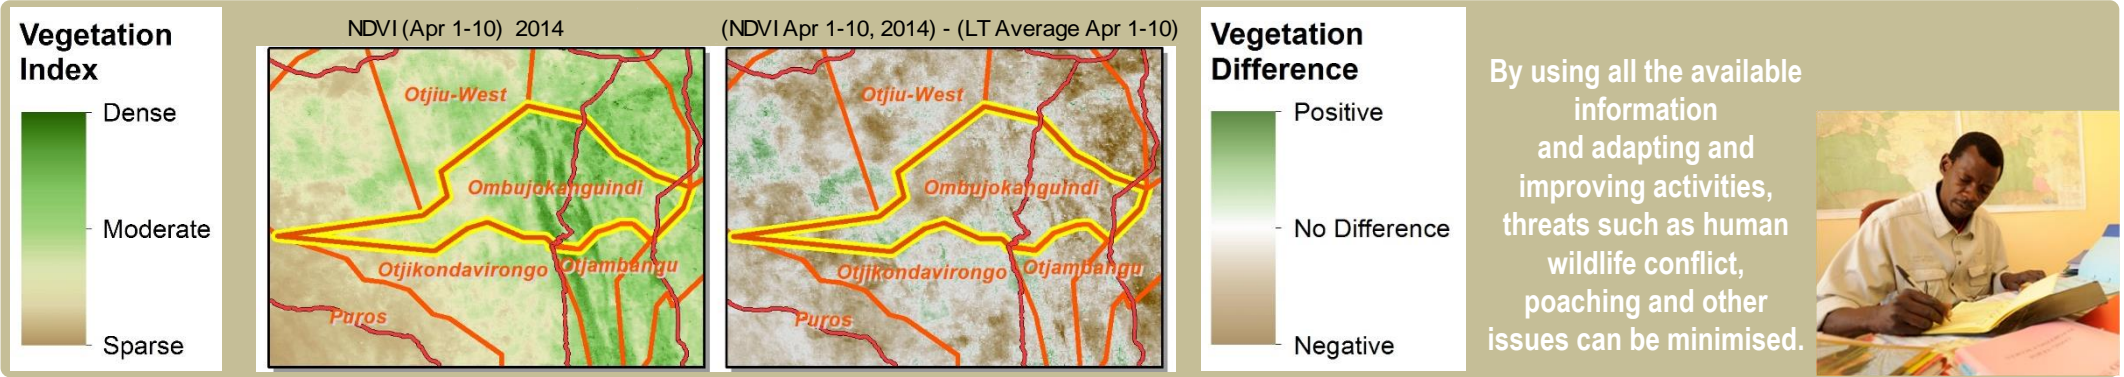 Vegetation
Index
Dense
Moderate
Sparse
NDVI (Apr 1-10) 2014
Otjiu-West
Ombujokanguindi
Otjikondavirongo
Otjambangu
Puros
(NDVI Apr 1-10, 2014) - (LT Average Apr 1-10)
Otjiu-West
Ombujokanguindi
Otjikondavirongo
Otjambangu
Puros
Vegetation
Difference
Positive
No Difference
Negative
By using all the available
information
and adapting and
improving activities,
threats such as human
wildlife conflict,
poaching and other
issues can be minimised.